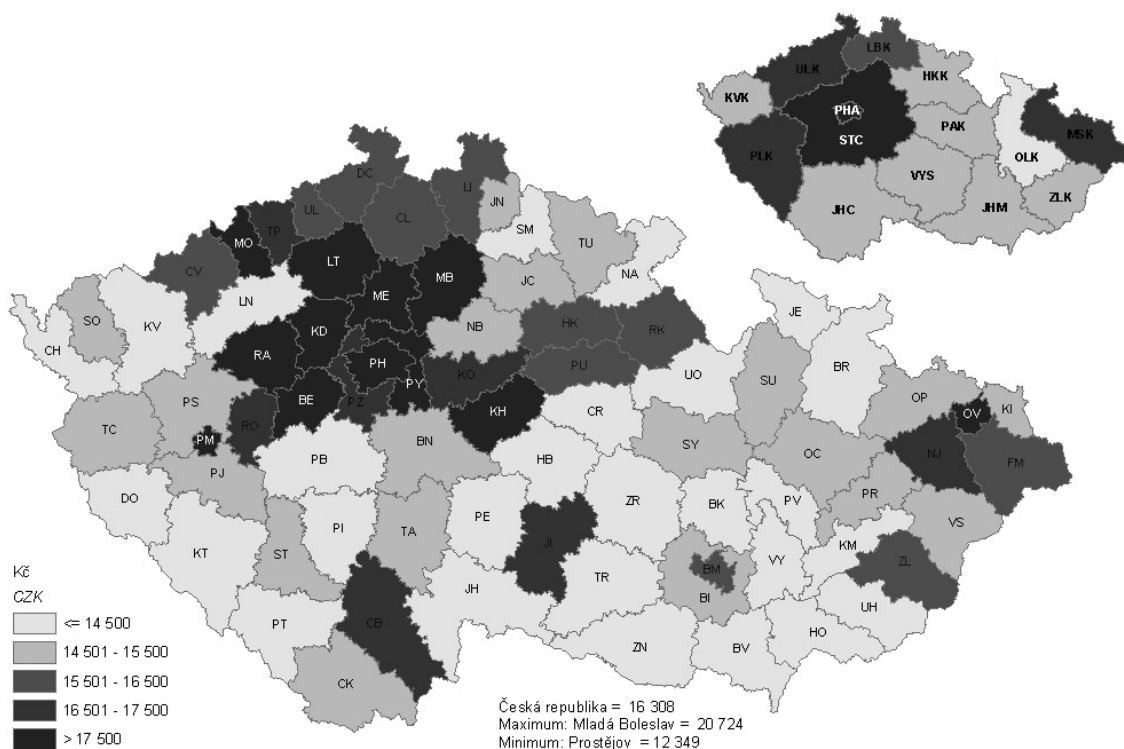 LBK
ULK
HKK
KVK
PHA
PAK
MSK
STC
PLK
OLK
VYS
ZLK
JHC
JHM
DC
LI
UL
JN
CL
TP
SM
MO
TU
LT
CV
MB
NA
JC
ME
LN
JE
SO
KV
KD
NB
HK
RK
CH
RA
PH
BR
PU
KO
PY
UO
SU
BE
PZ
PS
KH
OP
KI
CR
OV
RO
TC
PM
BN
SY
OC
NJ
PB
HB
FM
PJ
PR
DO
ZR
BK
PV
VS
PI
TA
PE
KT
JI
KM
ST
VY
ZL
BM
TR
JH
BI
UH
PT
CB
HO
ZN
BV
CK
Kč
CZK
<= 14 500
14 501 - 15 500
15 501 - 16 500
16 501 - 17 500
> 17 500
Česká republika = 16 308
Maximum: Mladá Boleslav = 20 724
Minimum: Prostějov = 12 349